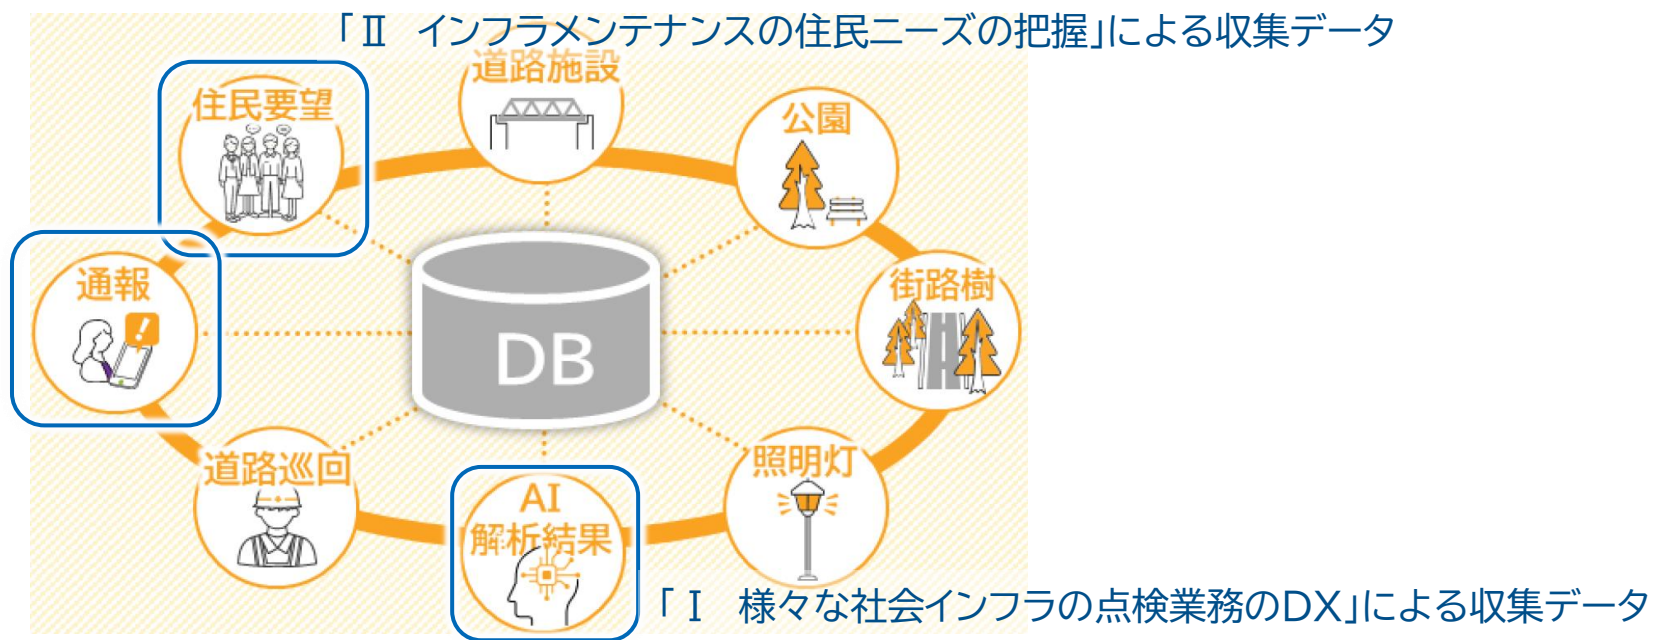 「Ⅱ　インフラメンテナンスの住民ニーズの把握」による収集データ
道路施設
住民要望
公園
通報
街路樹
DB
道路巡回
照明灯
AI
解析結果
「Ⅰ　様々な社会インフラの点検業務のDX」による収集データ